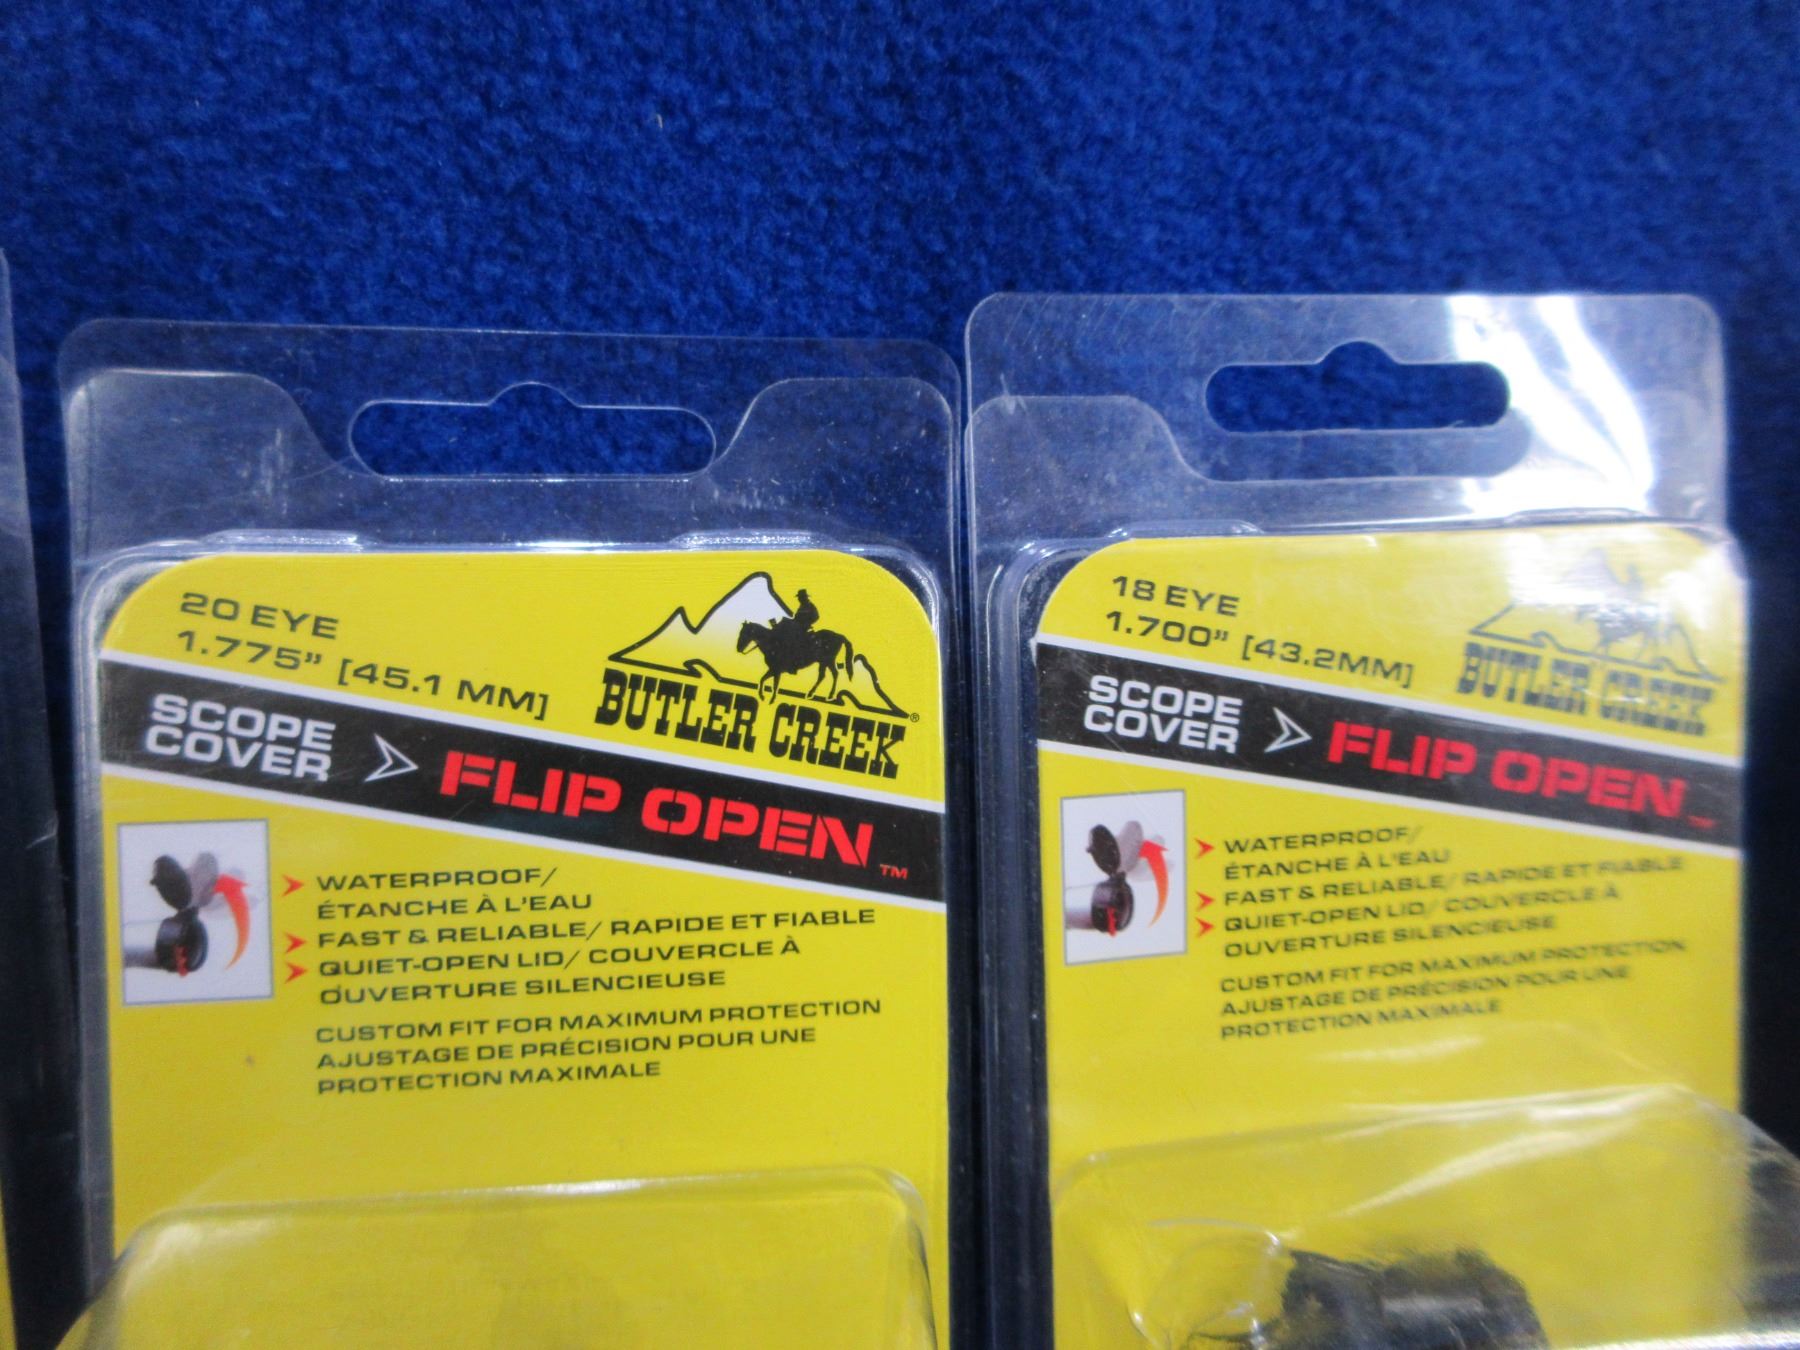 20 EYE
1.775” [45.1 MM]
BUTLER CREEK®
SCOPE
COVER
FLIP OPEN™
WATERPROOF/
ÉTANCHE À L'EAU
FAST & RELIABLE/ RAPIDE ET FIABLE
QUIET-OPEN LID/ COUVERCLE À
OUVERTURE SILENCIEUSE
CUSTOM FIT FOR MAXIMUM PROTECTION
AJUSTAGE DE PRÉCISION POUR UNE
PROTECTION MAXIMALE
18 EYE
1.700” [43.2MM]
BUTLER CREEK
SCOPE
COVER
FLIP OPEN™
WATERPROOF/
ÉTANCHE À L'EAU
FAST & RELIABLE/ RAPIDE ET FIABLE
QUIET-OPEN LID/ COUVERCLE À
OUVERTURE SILENCIEUSE
CUSTOM FIT FOR MAXIMUM PROTECTION
AJUSTAGE DE PRÉCISION POUR UNE
PROTECTION MAXIMALE